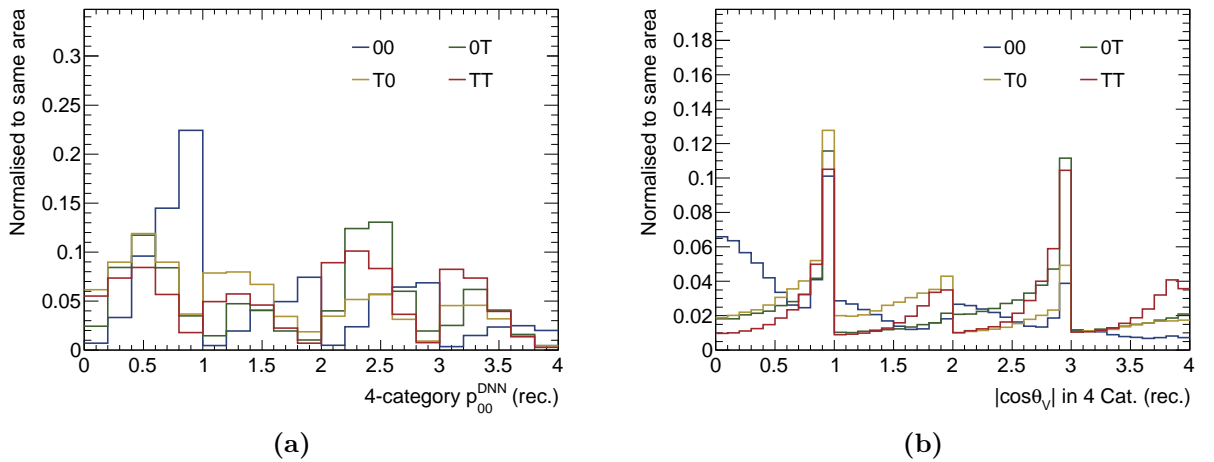 Normalised to same area
0.3
0.25
0.2
0.15
0.1
0.05
0
00 0T
T0 TT
0 0.5 1 1.5 2 2.5 3 3.5 4
4-category p_00^DNN (rec.)
(a)
Normalised to same area
0.18
0.16
0.14
0.12
0.1
0.08
0.06
0.04
0.02
0
00 0T
T0 TT
0 0.5 1 1.5 2 2.5 3 3.5 4
|cosθ_V| in 4 Cat. (rec.)
(b)